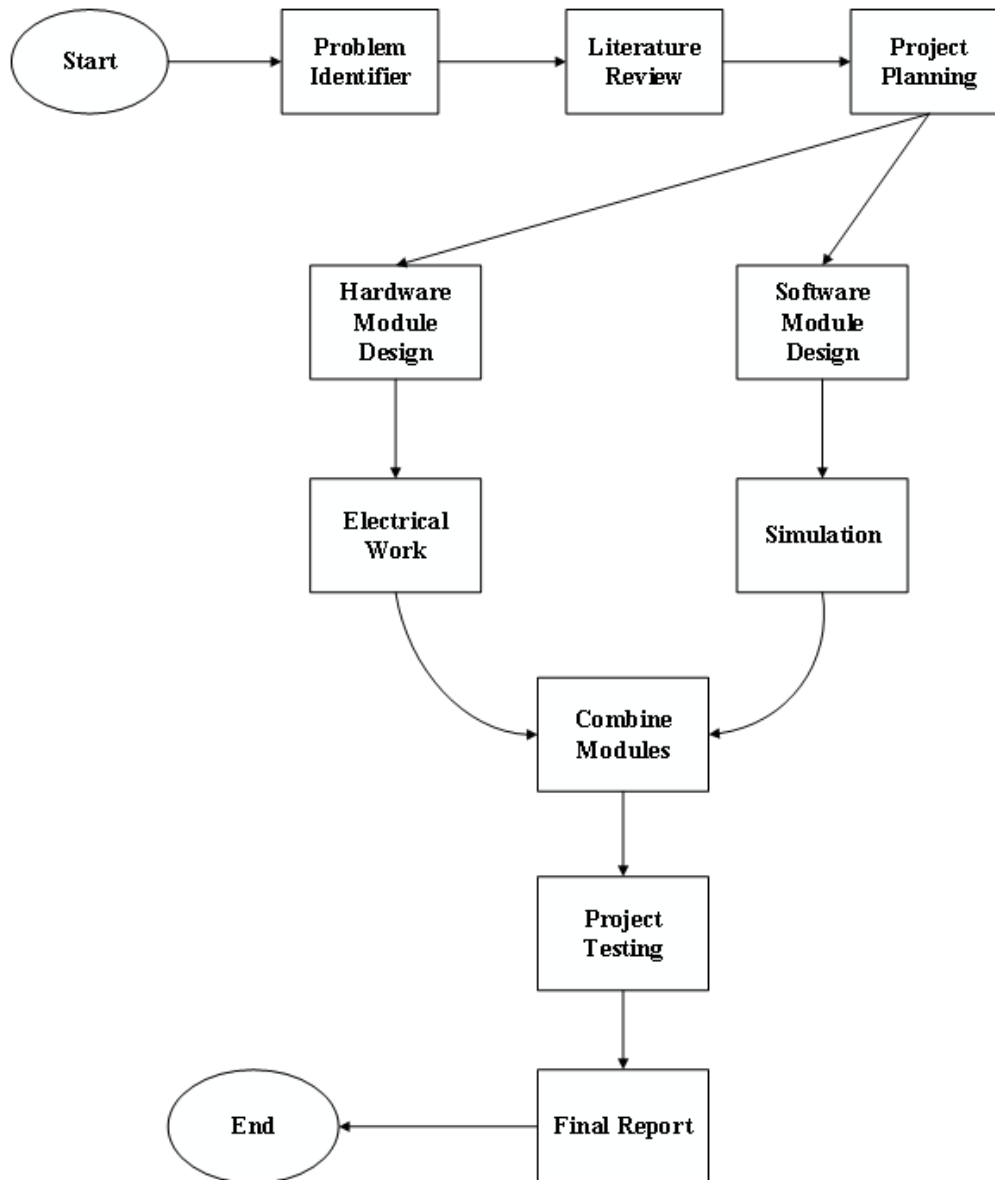 Start
Problem
Identifier
Literature
Review
Project
Planning
Hardware
Module
Design
Software
Module
Design
Electrical
Work
Simulation
Combine
Modules
Project
Testing
End
Final Report